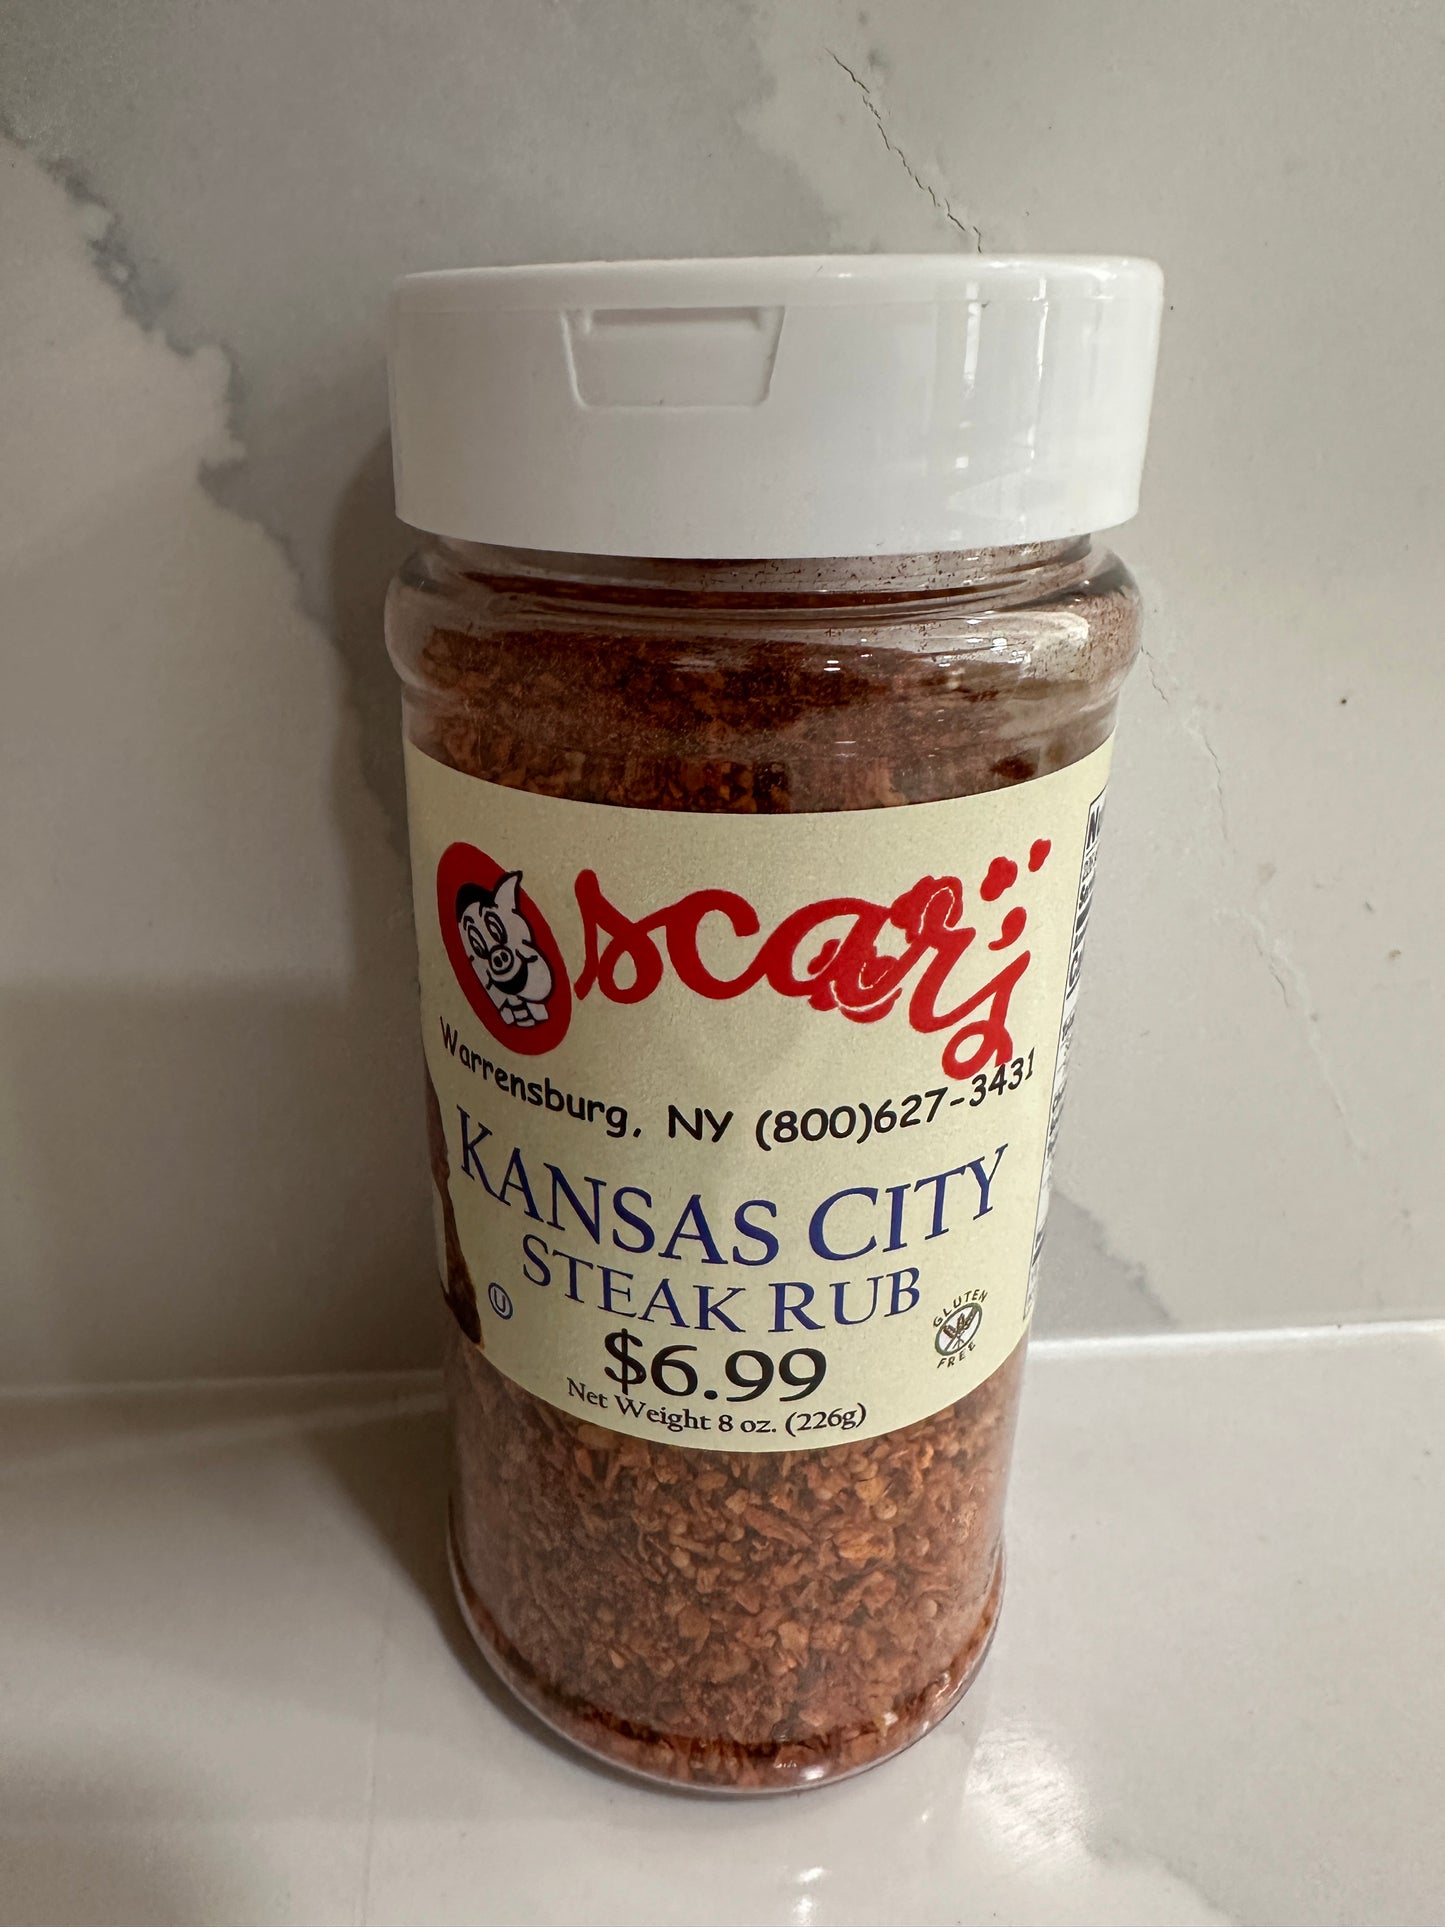 Oscar's
Warrensburg, NY (800)627-3431
KANSAS CITY
STEAK RUB
U
GLUTEN
FREE
$6.99
Net Weight 8 oz. (226g)